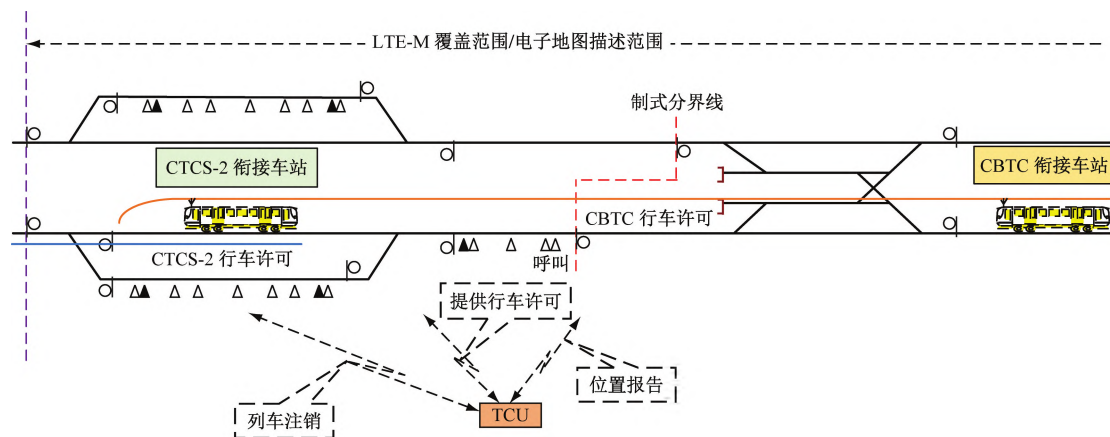 LTE-M 覆盖范围/电子地图描述范围
制式分界线
CTCS-2 衔接车站
CBTC 衔接车站
CBTC 行车许可
CTCS-2 行车许可
呼叫
提供行车许可
位置报告
列车注销
TCU